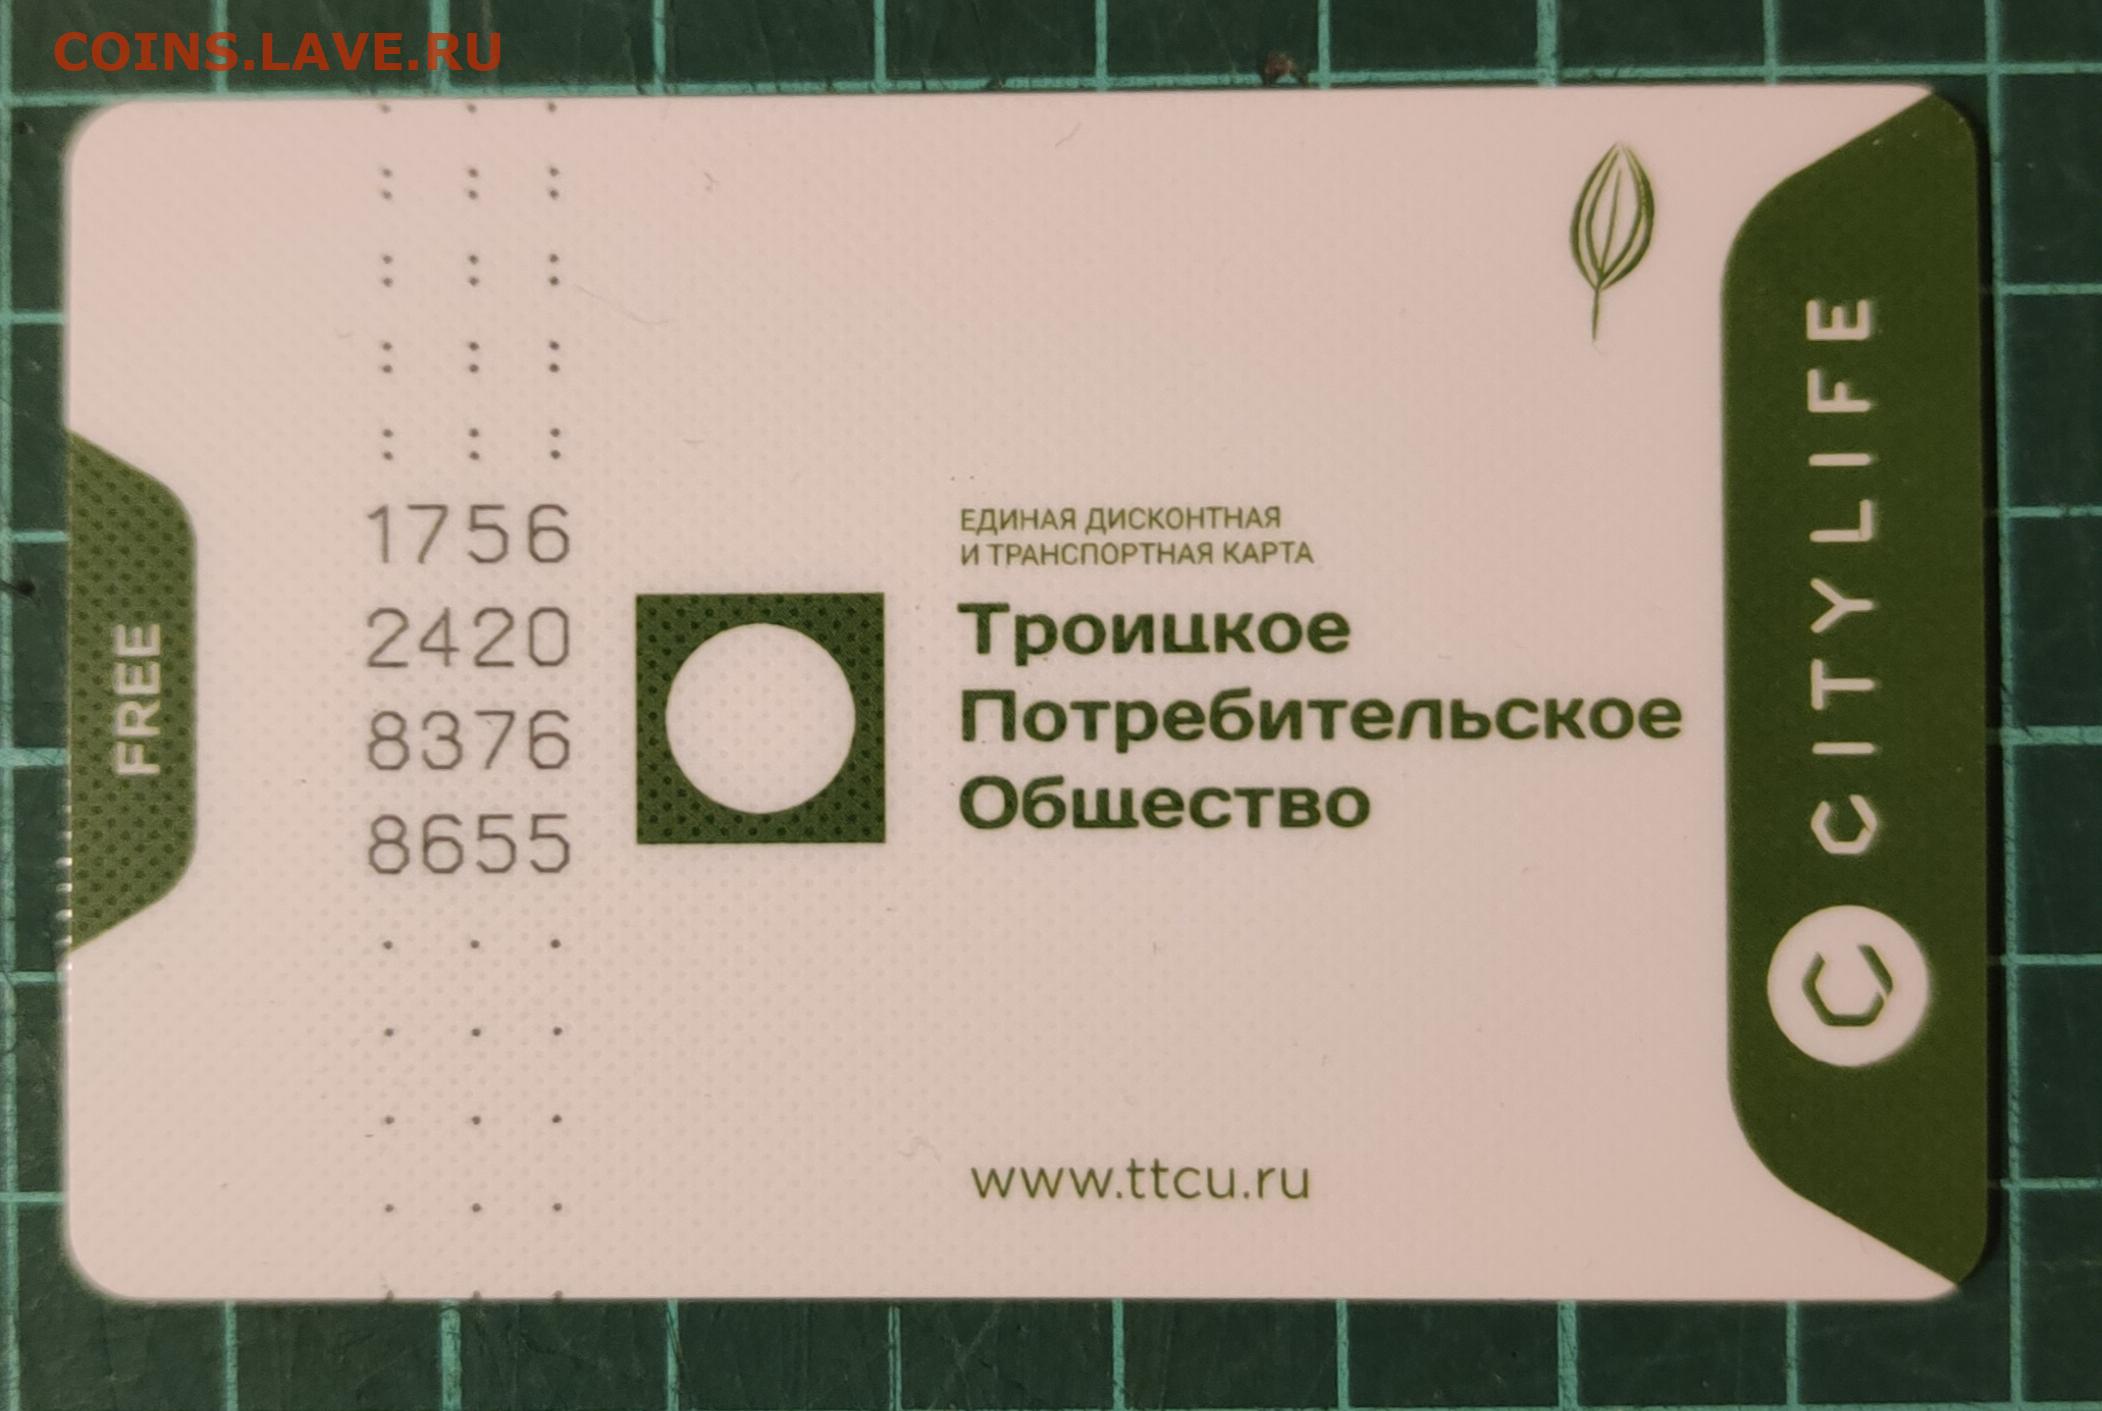 COINS.LAVE.RU
FREE
1756
2420
8376
8655
ЕДИНАЯ ДИСКОНТНАЯ
И ТРАНСПОРТНАЯ КАРТА
Троицкое
Потребительское
Общество
www.ttcu.ru
CITYLIFE